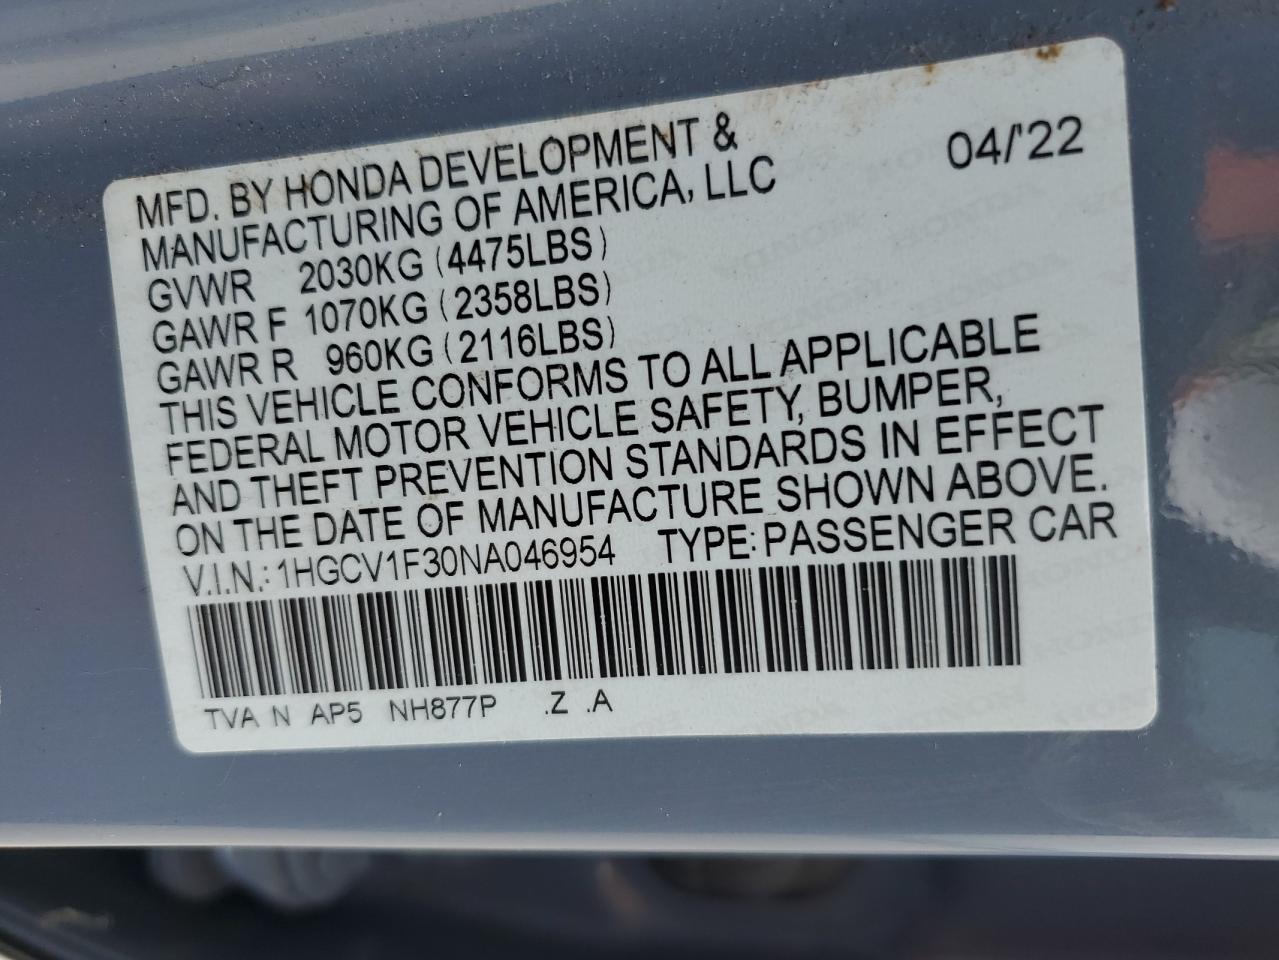 MFD. BY HONDA DEVELOPMENT & 04/'22
MANUFACTURING OF AMERICA, LLC
GVWR 2030KG (4475LBS)
GAWR F 1070KG (2358LBS)
GAWR R 960KG (2116LBS)
THIS VEHICLE CONFORMS TO ALL APPLICABLE
FEDERAL MOTOR VEHICLE SAFETY, BUMPER,
AND THEFT PREVENTION STANDARDS IN EFFECT
ON THE DATE OF MANUFACTURE SHOWN ABOVE.
V.I.N.: 1HGCV1F30NA046954 TYPE: PASSENGER CAR
TVA N AP5 NH877P .Z .A